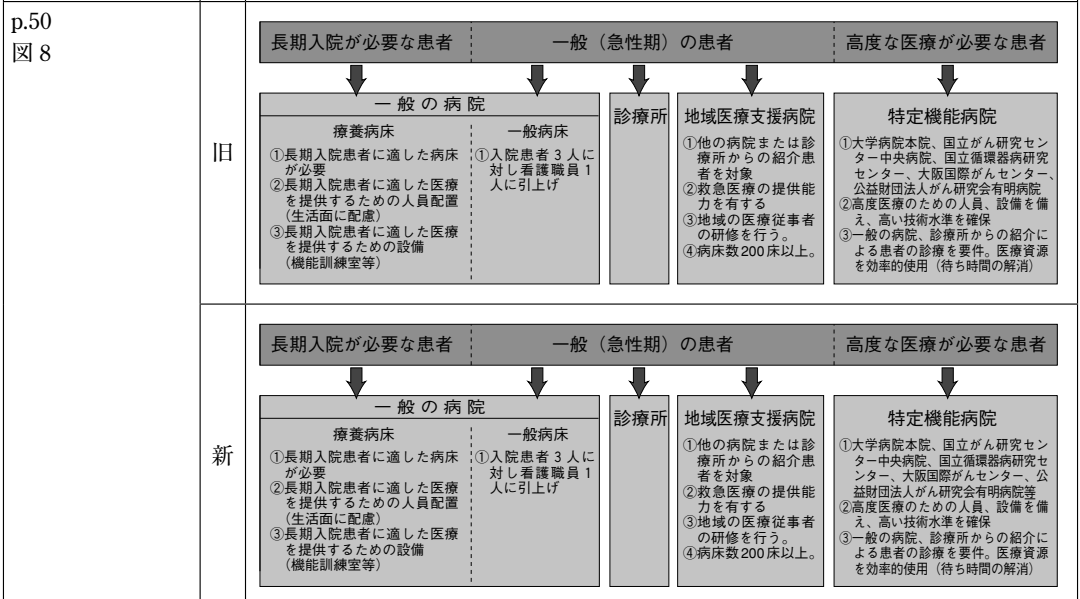 p.50
図 8
旧
長期入院が必要な患者
一般（急性期）の患者
高度な医療が必要な患者
一 般 の 病 院
療養病床
①長期入院患者に適した病床
が必要
②長期入院患者に適した医療
を提供するための人員配置
（生活面に配慮）
③長期入院患者に適した医療
を提供するための設備
（機能訓練室等）
一般病床
①入院患者 3 人に
対し看護職員 1
人に引上げ
診療所
地域医療支援病院
①他の病院または診
療所からの紹介患
者を対象
②救急医療の提供能
力を有する
③地域の医療従事者
の研修を行う。
④病床数200床以上。
特定機能病院
①大学病院本院、国立がん研究セン
ター中央病院、国立循環器病研究
センター、大阪国際がんセンター、
公益財団法人がん研究会有明病院
②高度医療のための人員、設備を備
え、高い技術水準を確保
③一般の病院、診療所からの紹介に
よる患者の診療を要件。医療資源
を効率的使用（待ち時間の解消）
新
長期入院が必要な患者
一般（急性期）の患者
高度な医療が必要な患者
一 般 の 病 院
療養病床
①長期入院患者に適した病床
が必要
②長期入院患者に適した医療
を提供するための人員配置
（生活面に配慮）
③長期入院患者に適した医療
を提供するための設備
（機能訓練室等）
一般病床
①入院患者 3 人に
対し看護職員 1
人に引上げ
診療所
地域医療支援病院
①他の病院または診
療所からの紹介患
者を対象
②救急医療の提供能
力を有する
③地域の医療従事者
の研修を行う。
④病床数200床以上。
特定機能病院
①大学病院本院、国立がん研究セン
ター中央病院、国立循環器病研究セ
ンター、大阪国際がんセンター、公
益財団法人がん研究会有明病院等
②高度医療のための人員、設備を備
え、高い技術水準を確保
③一般の病院、診療所からの紹介に
よる患者の診療を要件。医療資源
を効率的使用（待ち時間の解消）